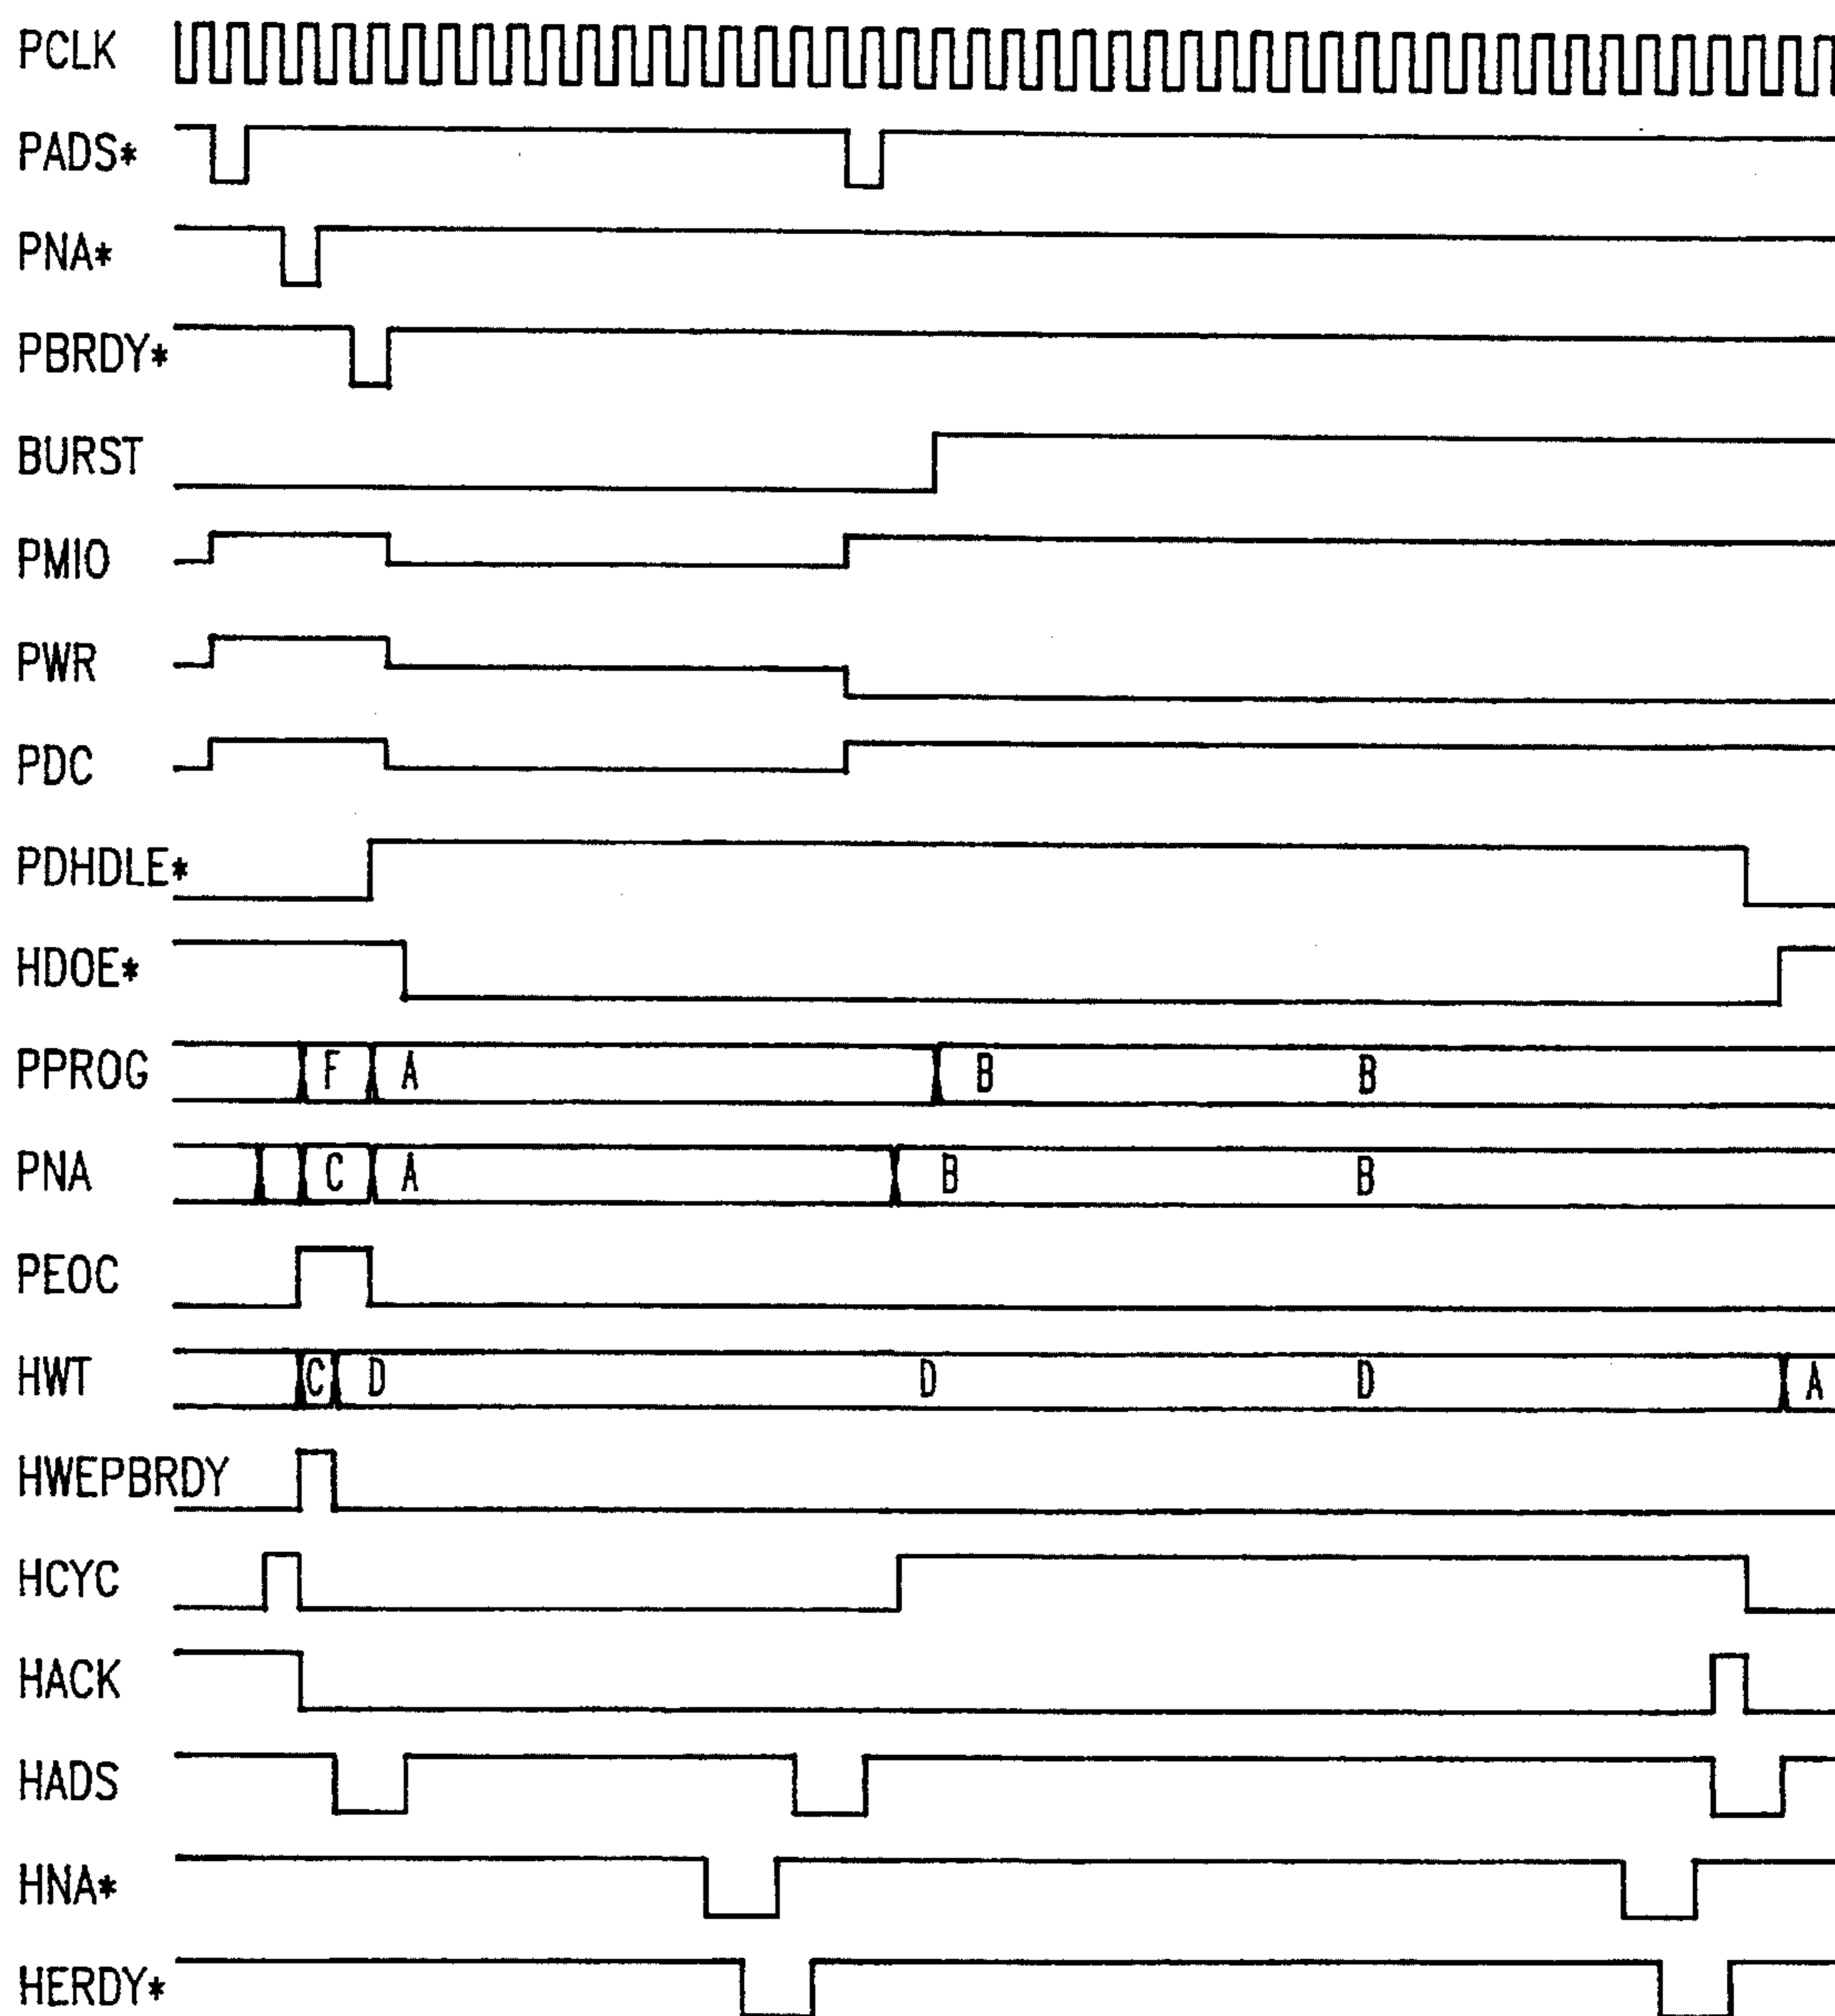 PCLK
PADS*
PNA*
PBRDY*
BURST
PMIO
PWR
PDC
PDHDLE*
HDOE*
PPROG F A B B
PNA C A B B
PEOC
HWT C D D D A
HWEPBRDY
HCYC
HACK
HADS
HNA*
HERDY*